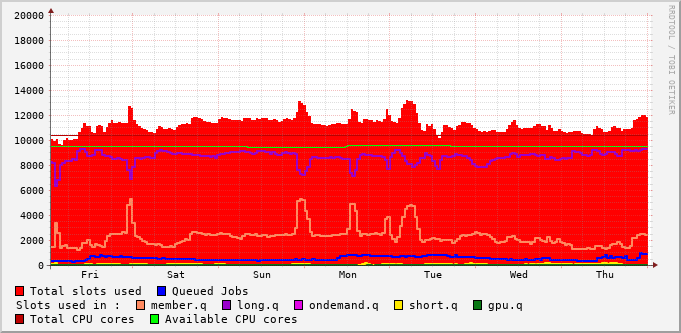 20000
18000
16000
14000
12000
10000
8000
6000
4000
2000
0
Fri Sat Sun Mon Tue Wed Thu
Total slots used Queued Jobs
Slots used in : member.q long.q ondemand.q short.q gpu.q
Total CPU cores Available CPU cores
RRDTOOL / TOBI OETIKER